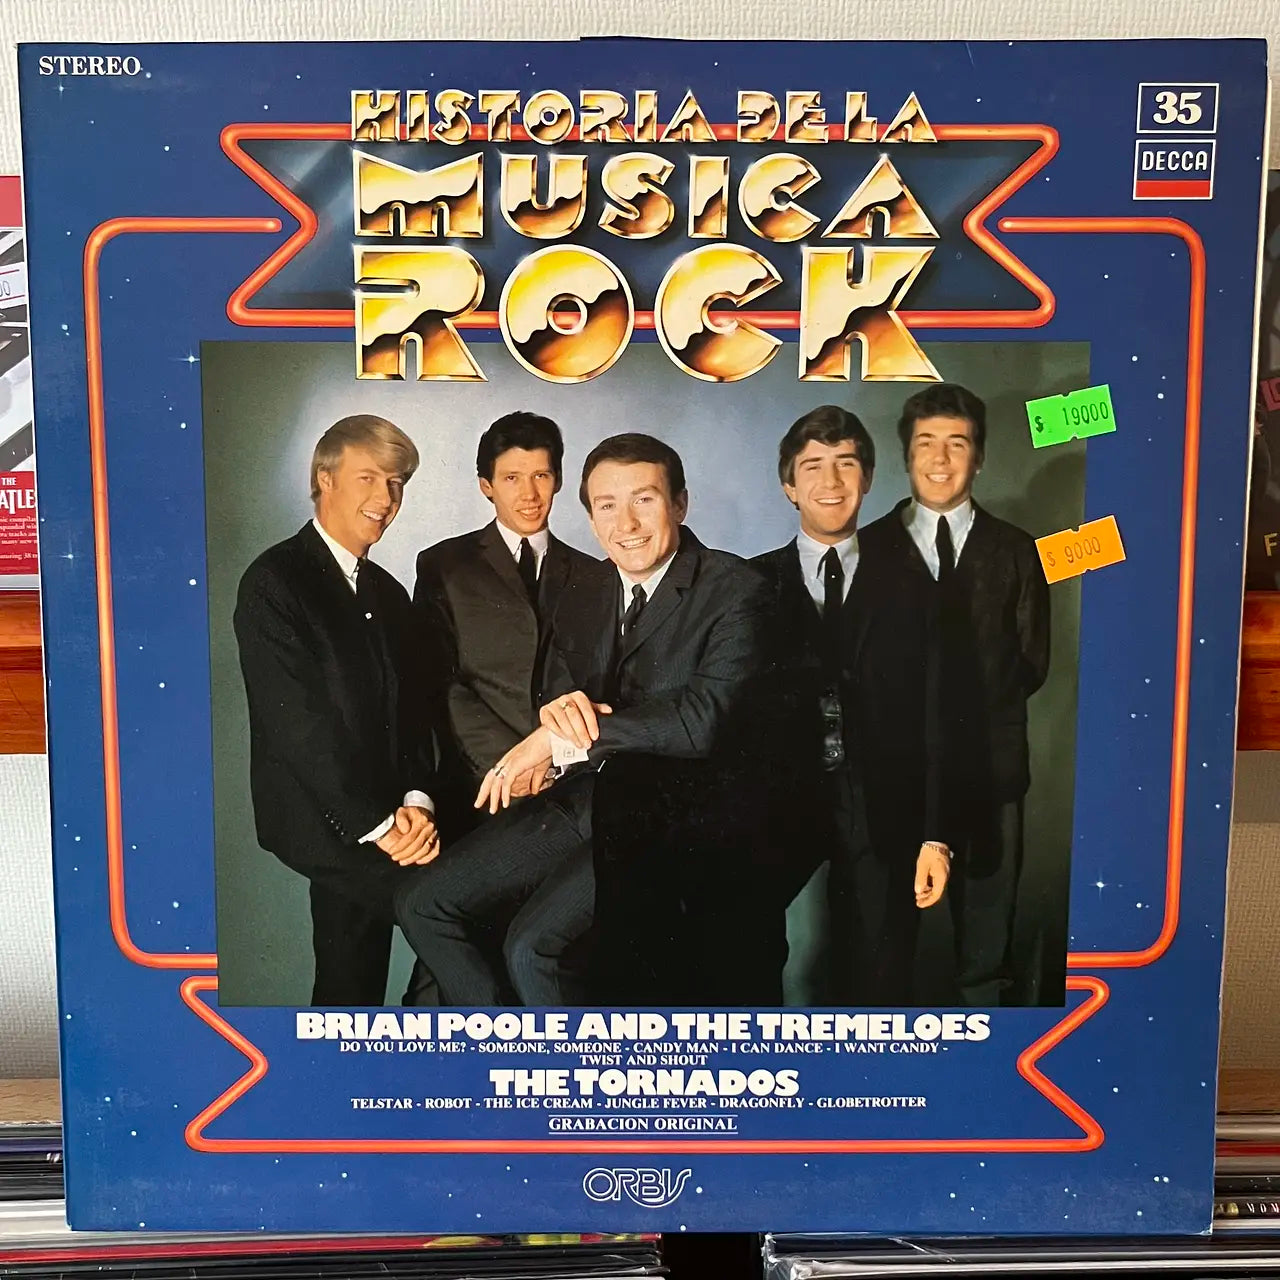 STEREO
HISTORIA DE LA
MUSICA
ROCK
35
DECCA
$ 19000
$ 9000
THE
BRIAN POOLE AND THE TREMELOES
DO YOU LOVE ME? - SOMEONE, SOMEONE - CANDY MAN - I CAN DANCE - I WANT CANDY -
TWIST AND SHOUT
THE TORNADOS
TELSTAR - ROBOT - THE ICE CREAM - JUNGLE FEVER - DRAGONFLY - GLOBETROTTER
GRABACION ORIGINAL
ORBIS